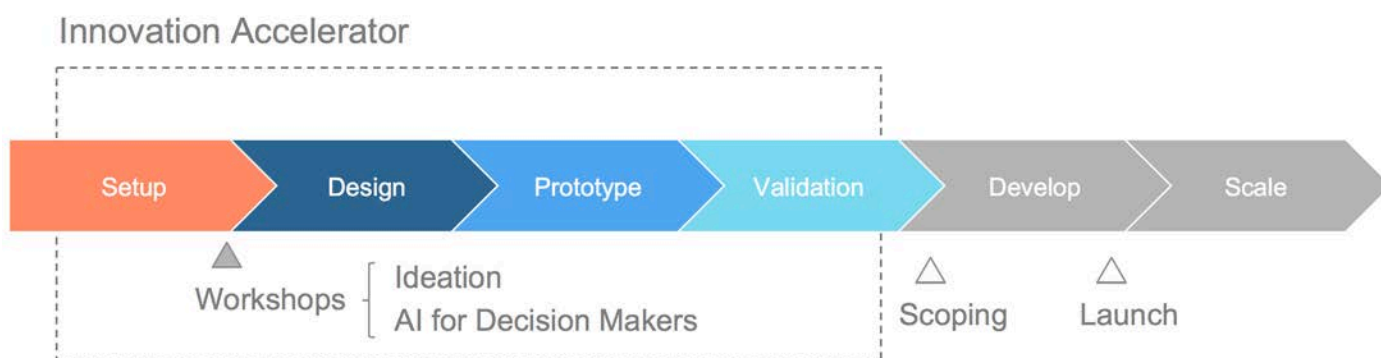 Innovation Accelerator
Setup
Design
Prototype
Validation
Develop
Scale
Workshops
Ideation
AI for Decision Makers
Scoping
Launch